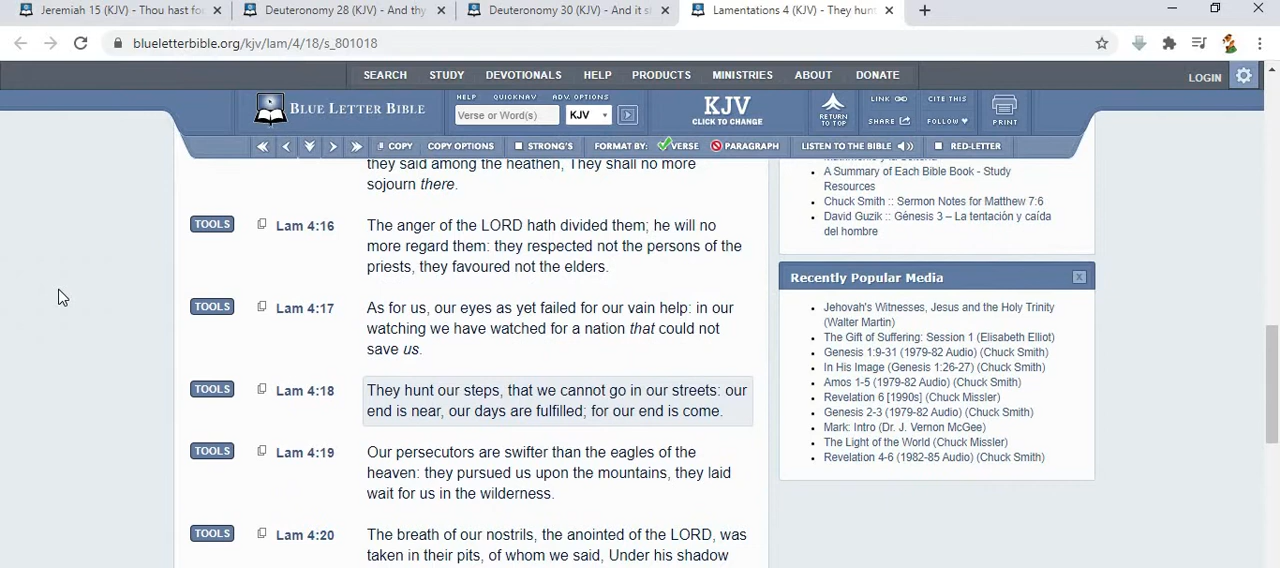 Jeremiah 15 (KJV) - Thou hast fo
Deuteronomy 28 (KJV) - And thy
Deuteronomy 30 (KJV) - And it s
Lamentations 4 (KJV) - They hun
blueletterbible.org/kjv/lam/4/18/s_801018
SEARCH STUDY DEVOTIONALS HELP PRODUCTS MINISTRIES ABOUT DONATE
LOGIN
HELP QUICKNAV ADV. OPTIONS
BLUE LETTER BIBLE
Verse or Word(s)
KJV
KJV
CLICK TO CHANGE
RETURN
TO TOP
LINK
CITE THIS
SHARE
FOLLOW
PRINT
COPY COPY OPTIONS STRONG'S FORMAT BY: VERSE PARAGRAPH LISTEN TO THE BIBLE RED-LETTER
they said among the heathen, They shall no more
sojourn there.
TOOLS Lam 4:16 The anger of the LORD hath divided them; he will no
more regard them: they respected not the persons of the
priests, they favoured not the elders.
TOOLS Lam 4:17 As for us, our eyes as yet failed for our vain help: in our
watching we have watched for a nation that could not
save us.
TOOLS Lam 4:18 They hunt our steps, that we cannot go in our streets: our
end is near, our days are fulfilled; for our end is come.
TOOLS Lam 4:19 Our persecutors are swifter than the eagles of the
heaven: they pursued us upon the mountains, they laid
wait for us in the wilderness.
TOOLS Lam 4:20 The breath of our nostrils, the anointed of the LORD, was
taken in their pits, of whom we said, Under his shadow
A Summary of Each Bible Book - Study
Resources
Chuck Smith :: Sermon Notes for Matthew 7:6
David Guzik :: Génesis 3 – La tentación y caída
del hombre
Recently Popular Media
Jehovah's Witnesses, Jesus and the Holy Trinity
(Walter Martin)
The Gift of Suffering: Session 1 (Elisabeth Elliot)
Genesis 1:9-31 (1979-82 Audio) (Chuck Smith)
In His Image (Genesis 1:26-27) (Chuck Smith)
Amos 1-5 (1979-82 Audio) (Chuck Smith)
Revelation 6 [1990s] (Chuck Missler)
Genesis 2-3 (1979-82 Audio) (Chuck Smith)
Mark: Intro (Dr. J. Vernon McGee)
The Light of the World (Chuck Missler)
Revelation 4-6 (1982-85 Audio) (Chuck Smith)